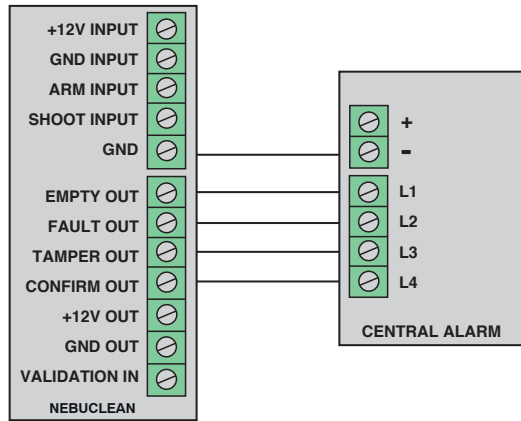 +12V INPUT
GND INPUT
ARM INPUT
SHOOT INPUT
GND
EMPTY OUT
FAULT OUT
TAMPER OUT
CONFIRM OUT
+12V OUT
GND OUT
VALIDATION IN
NEBUCLEAN
+
-
L1
L2
L3
L4
CENTRAL ALARM